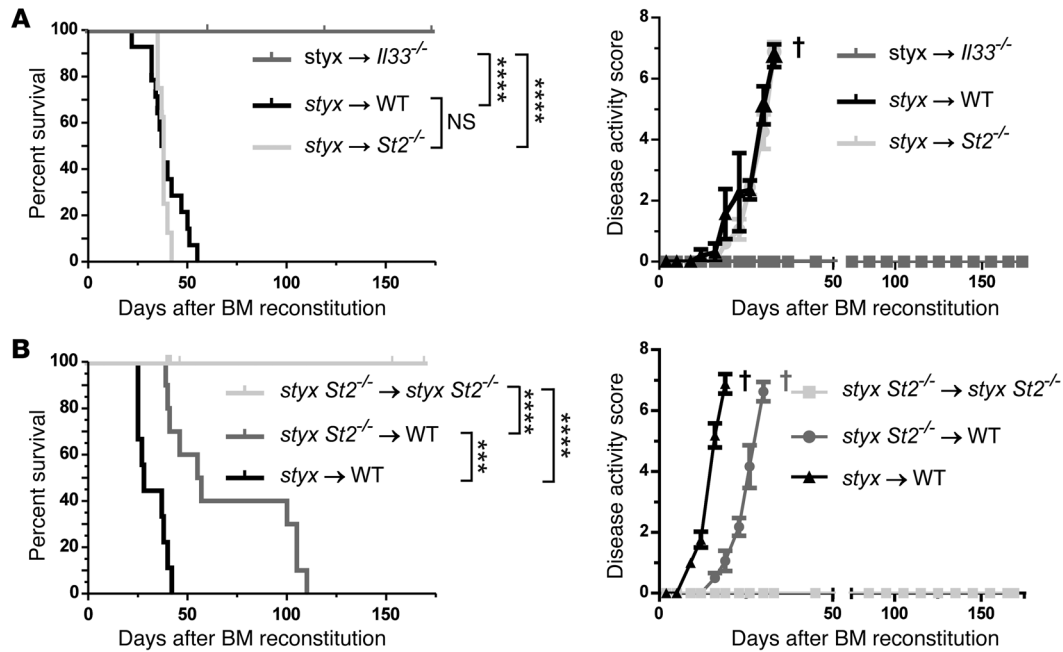 A
Percent survival
100
80
60
40
20
0
0 50 100 150
Days after BM reconstitution
styx → Il33-/-
styx → WT
styx → St2-/-
NS
****
****
Disease activity score
8
6
4
2
0
0 50 100 150
Days after BM reconstitution
†
styx → Il33-/-
styx → WT
styx → St2-/-
B
Percent survival
100
80
60
40
20
0
0 50 100 150
Days after BM reconstitution
styx St2-/- → styx St2-/-
styx St2-/- → WT
styx → WT
***
****
****
Disease activity score
8
6
4
2
0
0 50 100 150
Days after BM reconstitution
† †
styx St2-/- → styx St2-/-
styx St2-/- → WT
styx → WT